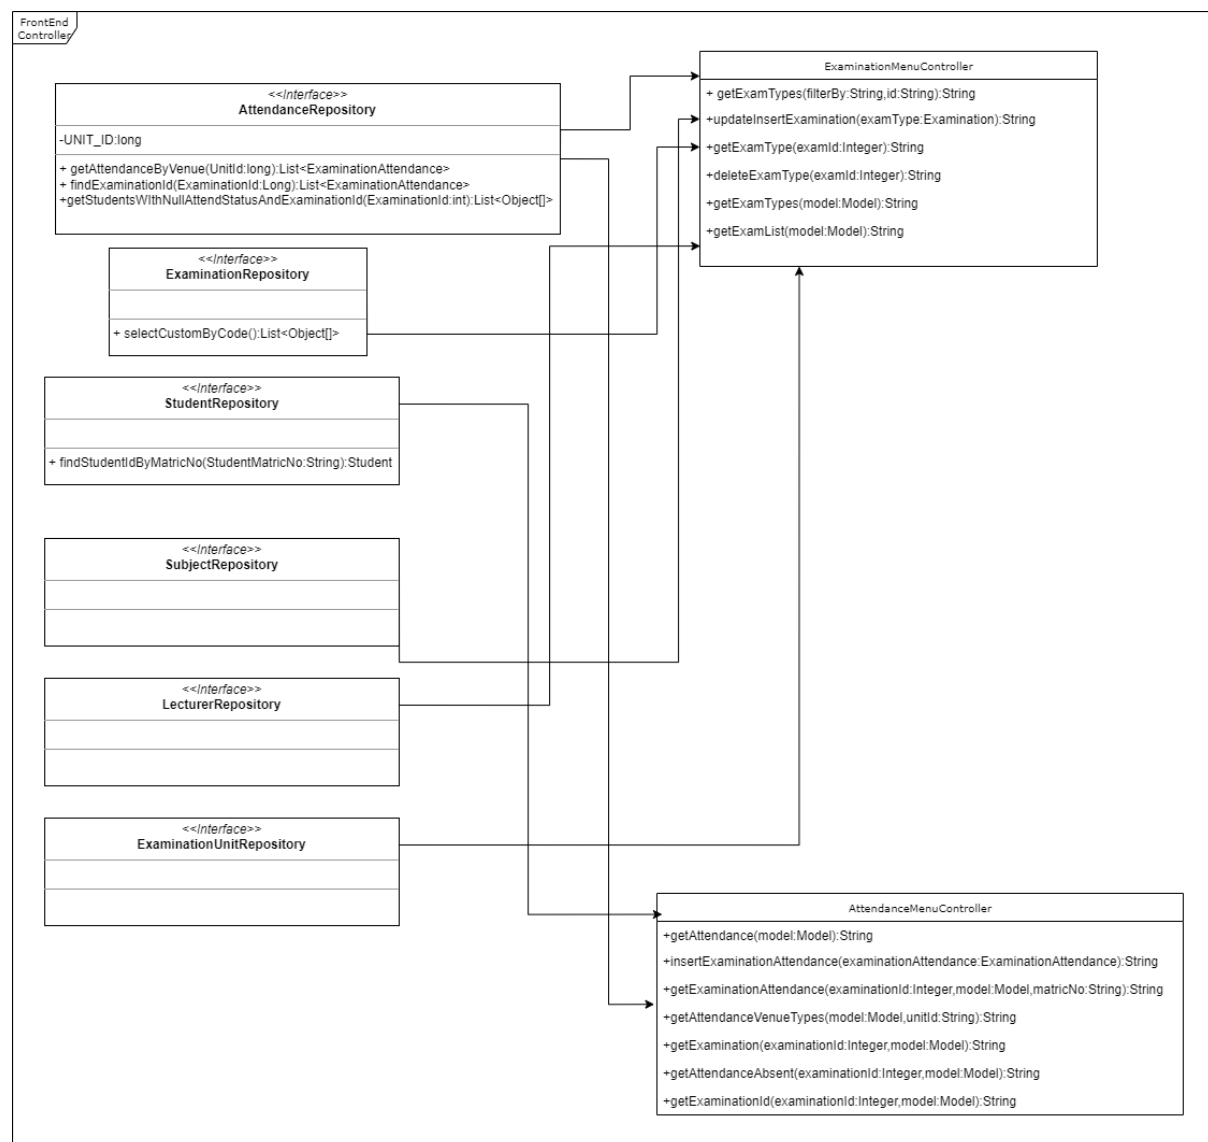 FrontEnd
Controller
<<Interface>>
AttendanceRepository
-UNIT_ID:long
+ getAttendanceByVenue(UnitId:long):List<ExaminationAttendance>
+ findExaminationId(ExaminationId:Long):List<ExaminationAttendance>
+getStudentsWIthNullAttendStatusAndExaminationId(ExaminationId:int):List<Object[]>
<<Interface>>
ExaminationRepository
+ selectCustomByCode():List<Object[]>
<<Interface>>
StudentRepository
+ findStudentIdByMatricNo(StudentMatricNo:String):Student
<<Interface>>
SubjectRepository
<<Interface>>
LecturerRepository
<<Interface>>
ExaminationUnitRepository
ExaminationMenuController
+ getExamTypes(filterBy:String,id:String):String
+updateInsertExamination(examType:Examination):String
+getExamType(examId:Integer):String
+deleteExamType(examId:Integer):String
+getExamTypes(model:Model):String
+getExamList(model:Model):String
AttendanceMenuController
+getAttendance(model:Model):String
+insertExaminationAttendance(examinationAttendance:ExaminationAttendance):String
+getExaminationAttendance(examinationId:Integer,model:Model,matricNo:String):String
+getAttendanceVenueTypes(model:Model,unitId:String):String
+getExamination(examinationId:Integer,model:Model):String
+getAttendanceAbsent(examinationId:Integer,model:Model):String
+getExaminationId(examinationId:Integer,model:Model):String